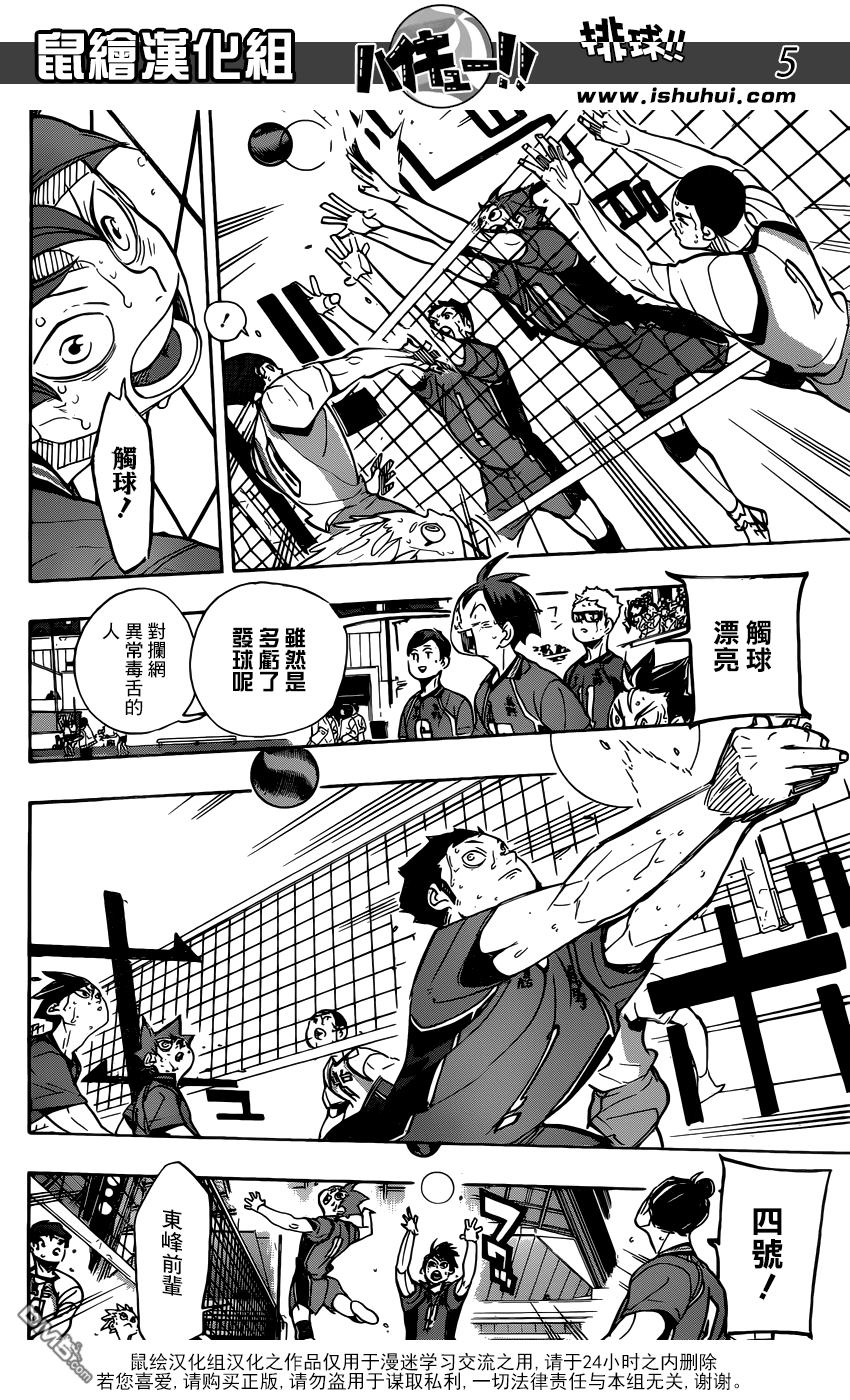 鼠繪漢化組
ハイキュー!!
排球!!
5
www.ishuhui.com
!
觸球!
觸球
漂亮
雖然是
多虧了
發球呢
對攔網
異常毒舌的
人
四號!
東峰前輩
鼠绘汉化组汉化之作品仅用于漫迷学习交流之用, 请于24小时之内删除
若您喜爱, 请购买正版, 请勿盗用于谋取私利, 一切法律责任与本组无关, 谢谢。